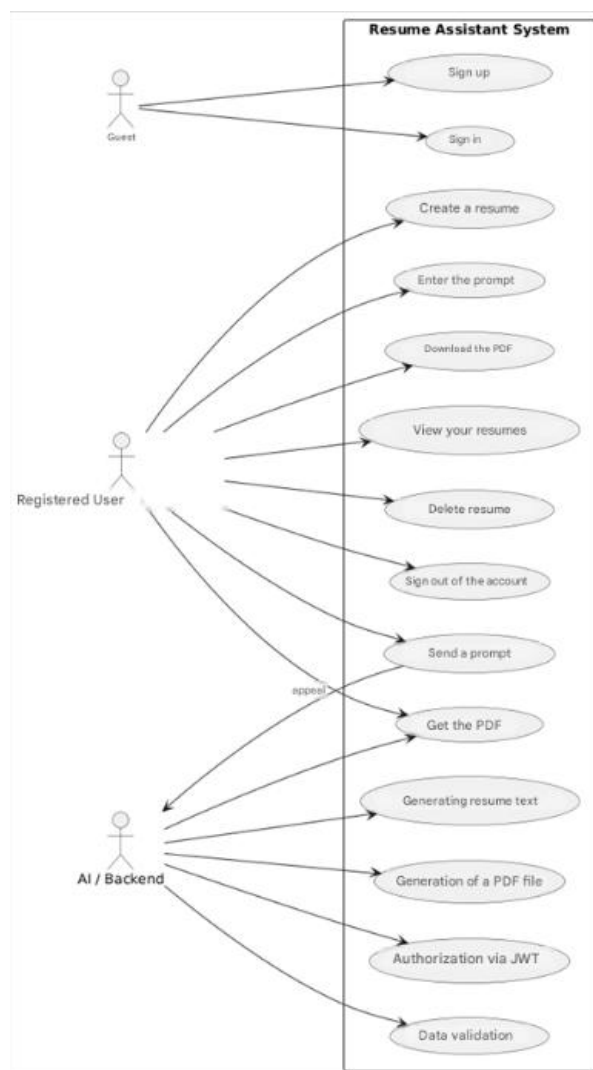 Resume Assistant System
Sign up
Guest
Sign in
Create a resume
Enter the prompt
Download the PDF
View your resumes
Registered User
Delete resume
Sign out of the account
Send a prompt
appeal
Get the PDF
Generating resume text
AI / Backend
Generation of a PDF file
Authorization via JWT
Data validation